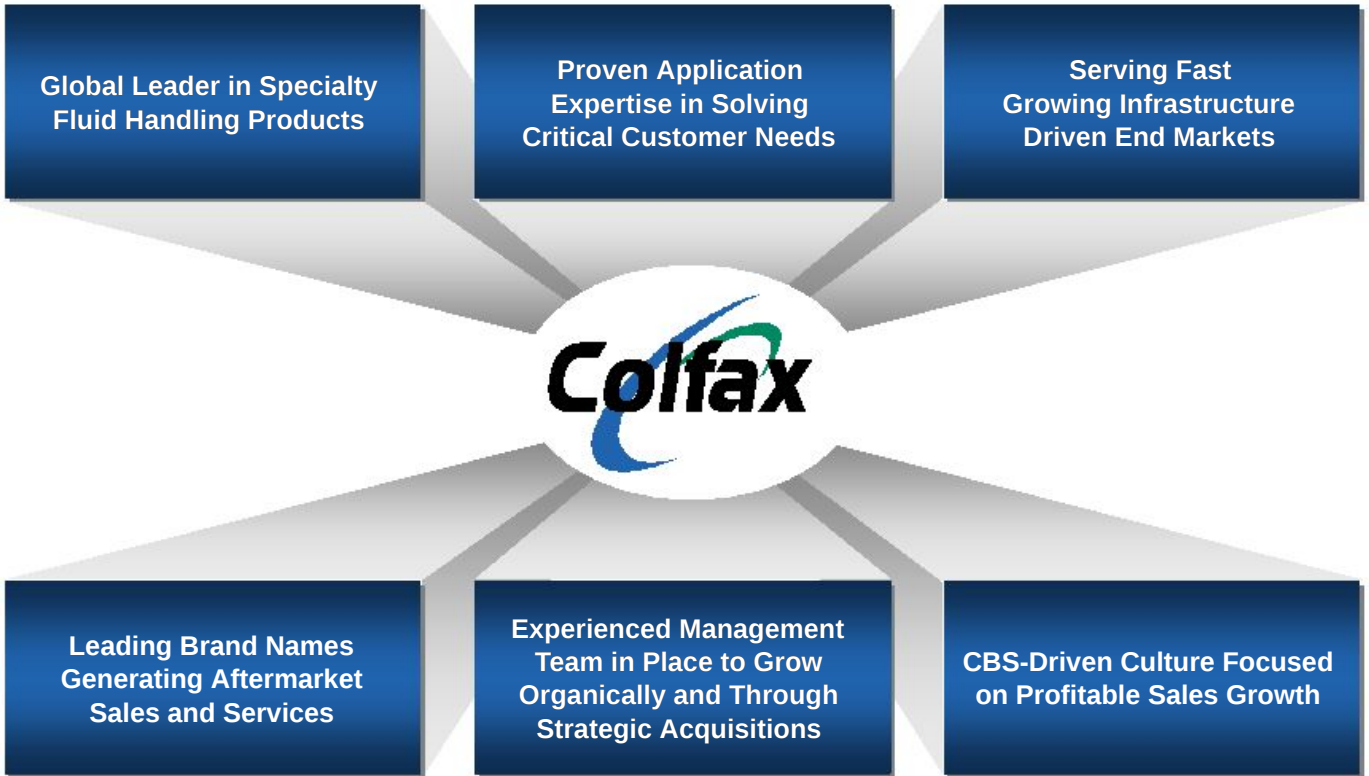 Global Leader in Specialty
Fluid Handling Products
Proven Application
Expertise in Solving
Critical Customer Needs
Serving Fast
Growing Infrastructure
Driven End Markets
Colfax
Leading Brand Names
Generating Aftermarket
Sales and Services
Experienced Management
Team in Place to Grow
Organically and Through
Strategic Acquisitions
CBS-Driven Culture Focused
on Profitable Sales Growth